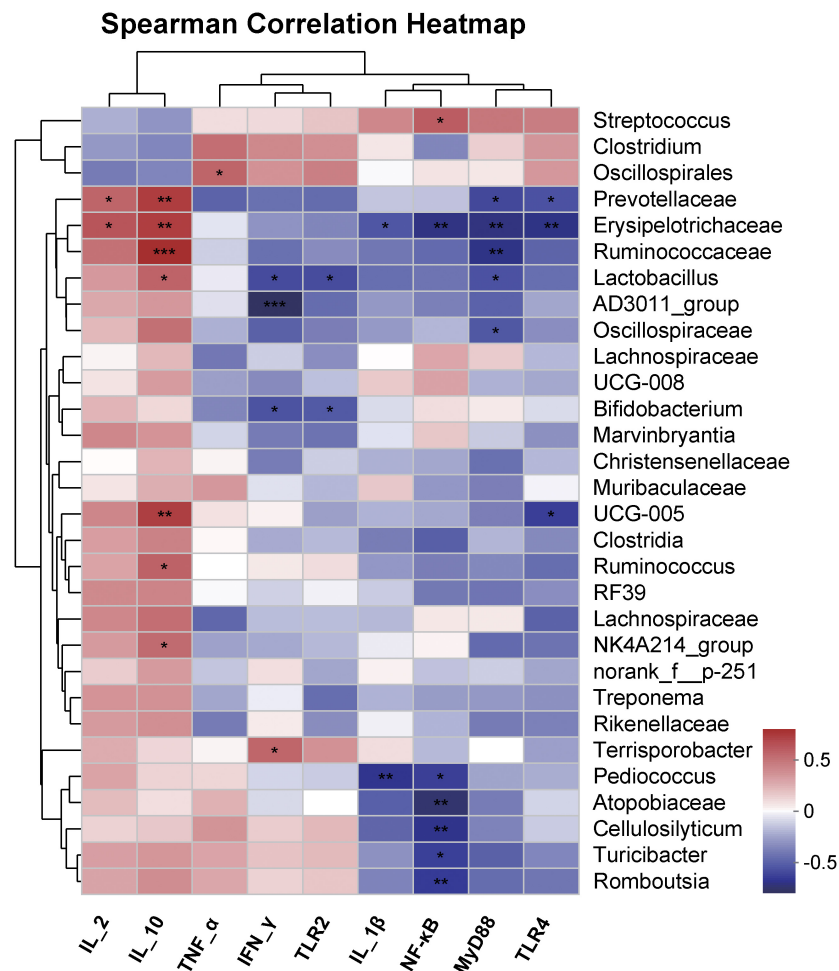 Spearman Correlation Heatmap
* Streptococcus
Clostridium
* Oscillospirales
* ** * * Prevotellaceae
* ** * ** ** ** Erysipelotrichaceae
*** ** Ruminococcaceae
* * * * Lactobacillus
*** AD3011_group
* Oscillospiraceae
Lachnospiraceae
UCG-008
* * Bifidobacterium
Marvinbryantia
Christensenellaceae
Muribaculaceae
** * UCG-005
Clostridia
* Ruminococcus
RF39
Lachnospiraceae
* NK4A214_group
norank_f__p-251
Treponema
Rikenellaceae
* Terrisporobacter
** * Pediococcus
** Atopobiaceae
** Cellulosilyticum
* Turicibacter
** Romboutsia
0.5
0
-0.5
IL_2
IL_10
TNF_α
IFN_γ
TLR2
IL_1β
NF-κB
MyD88
TLR4